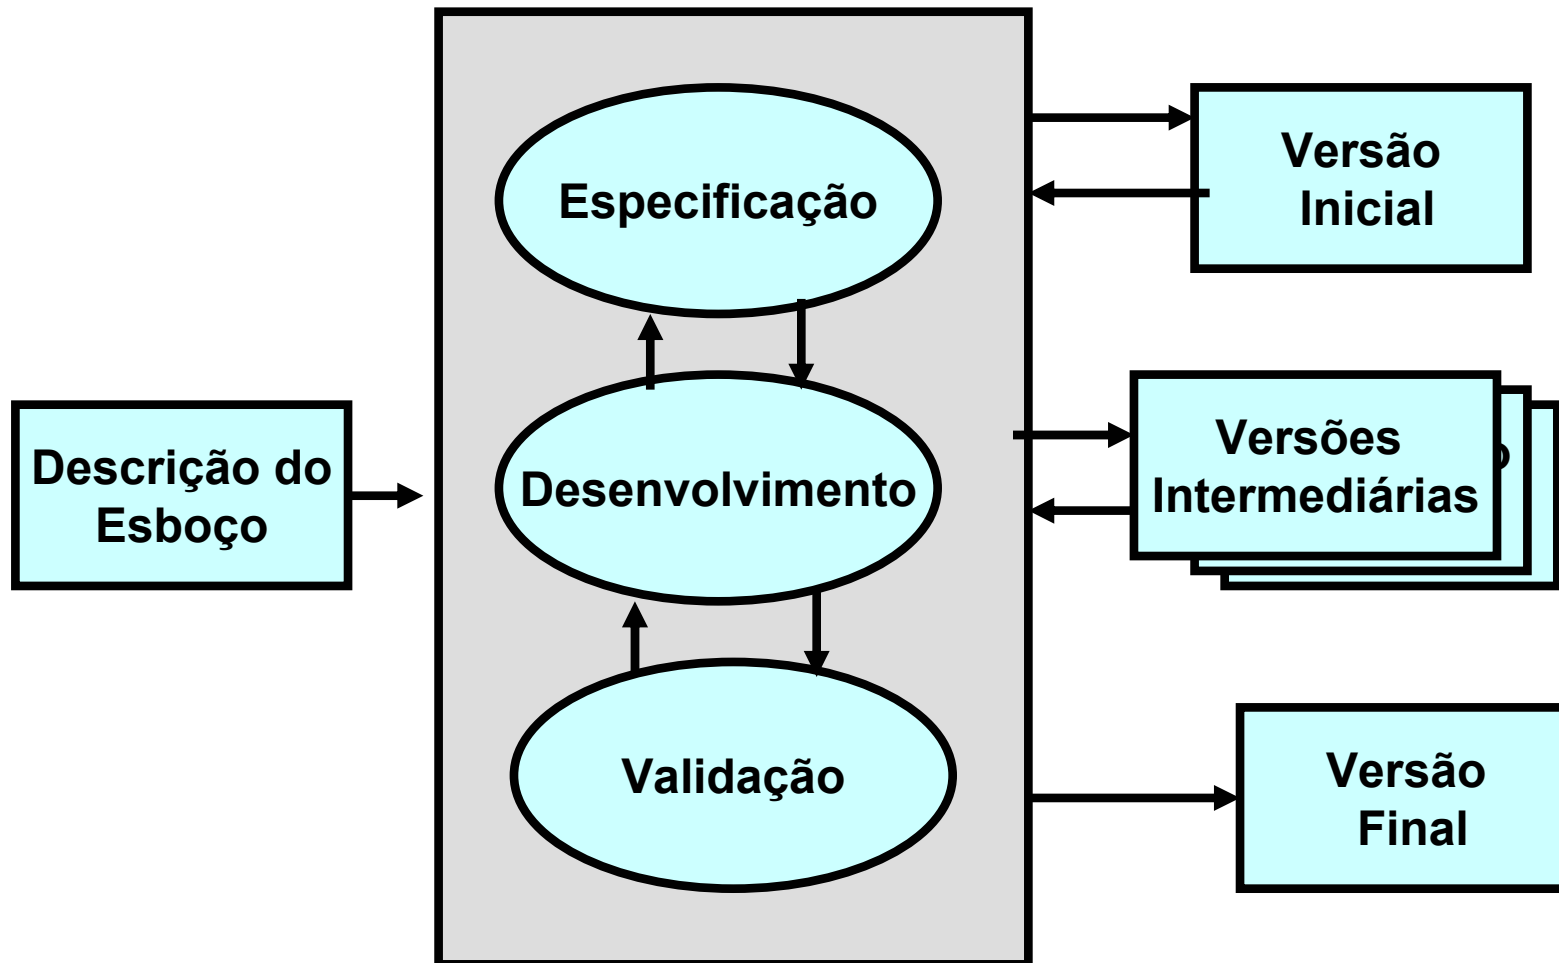 Especificação
Versão
Inicial
Descrição do
Esboço
Desenvolvimento
Versões
Intermediárias
Validação
Versão
Final